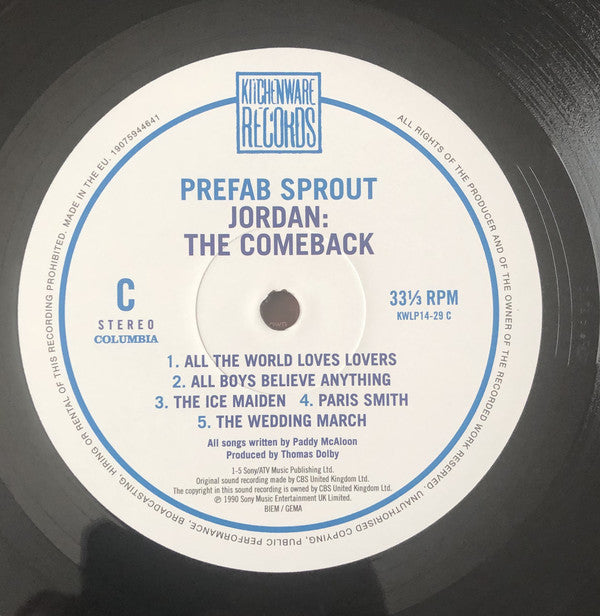 KITCHENWARE
RECORDS
PREFAB SPROUT
JORDAN:
THE COMEBACK
C
STEREO
COLUMBIA
33⅓ RPM
KWLP14-29 C
1. ALL THE WORLD LOVES LOVERS
2. ALL BOYS BELIEVE ANYTHING
3. THE ICE MAIDEN 4. PARIS SMITH
5. THE WEDDING MARCH
All songs written by Paddy McAloon
Produced by Thomas Dolby
1-5 Sony/ATV Music Publishing Ltd.
Original sound recording made by CBS United Kingdom Ltd.
The copyright in this sound recording is owned by CBS United Kingdom Ltd.
℗ 1990 Sony Music Entertainment UK Limited.
BIEM / GEMA
ALL RIGHTS OF THE PRODUCER AND OF THE OWNER OF THE RECORDED WORK RESERVED. UNAUTHORISED COPYING, PUBLIC PERFORMANCE, BROADCASTING, HIRING OR RENTAL OF THIS RECORDING PROHIBITED. MADE IN THE EU. 19075944641